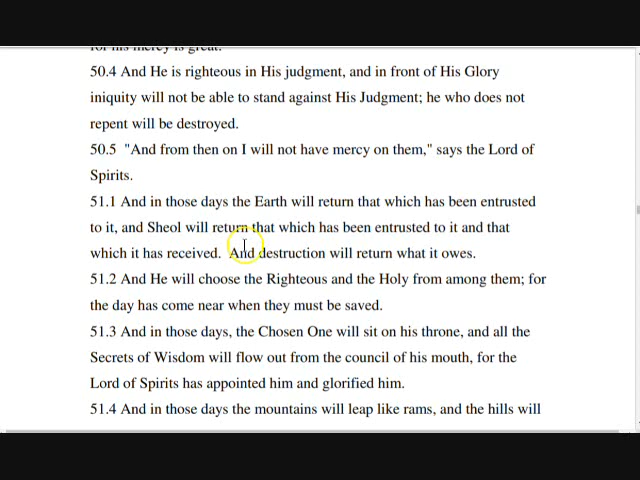 for his mercy is great.
50.4 And He is righteous in His judgment, and in front of His Glory
iniquity will not be able to stand against His Judgment; he who does not
repent will be destroyed.
50.5  "And from then on I will not have mercy on them," says the Lord of
Spirits.
51.1 And in those days the Earth will return that which has been entrusted
to it, and Sheol will return that which has been entrusted to it and that
which it has received.  And destruction will return what it owes.
51.2 And He will choose the Righteous and the Holy from among them; for
the day has come near when they must be saved.
51.3 And in those days, the Chosen One will sit on his throne, and all the
Secrets of Wisdom will flow out from the council of his mouth, for the
Lord of Spirits has appointed him and glorified him.
51.4 And in those days the mountains will leap like rams, and the hills will